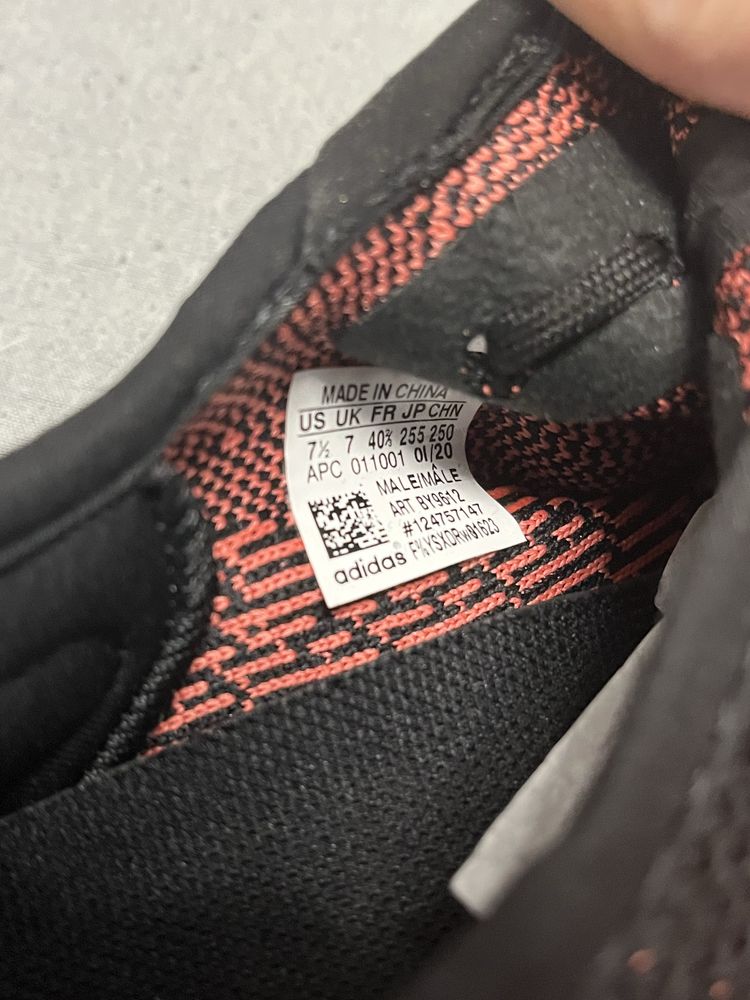 MADE IN CHINA
US UK FR JP CHN
7½ 7 40⅔ 255 250
APC 011001 01/20
MALE/MÂLE
ART BY9612
#124757147
adidas